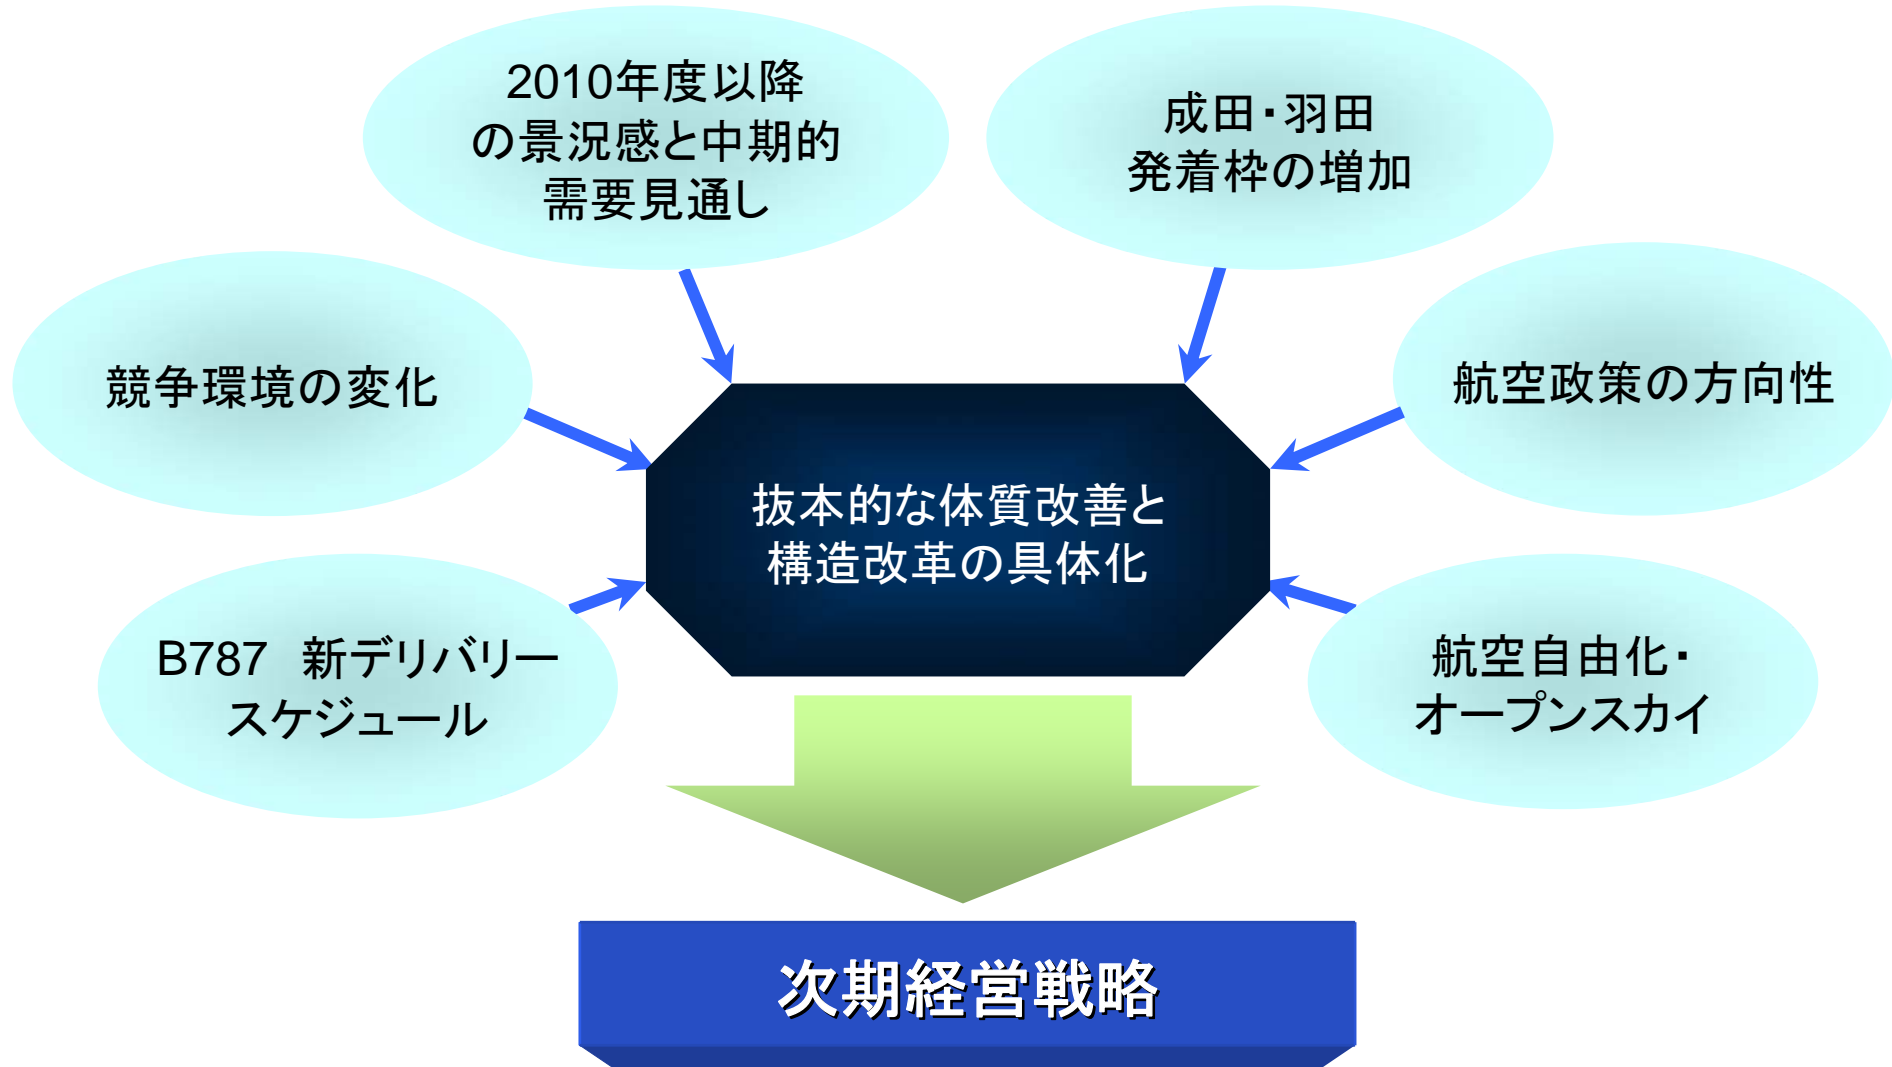 2010年度以降
の景況感と中期的
需要見通し
成田・羽田
発着枠の増加
競争環境の変化
航空政策の方向性
抜本的な体質改善と
構造改革の具体化
B787　新デリバリー
スケジュール
航空自由化・
オープンスカイ
次期経営戦略